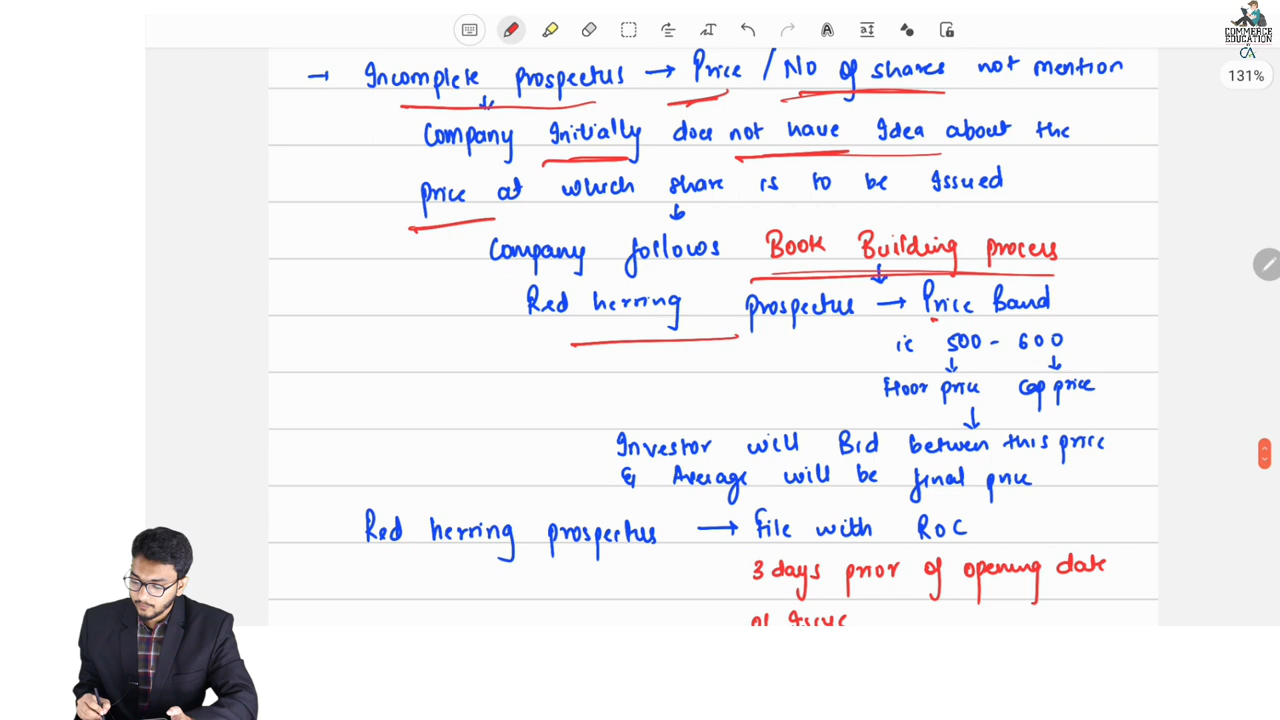 COMMERCE
EDUCATION
BY
CA
131%
→ Incomplete prospectus → Price / No of shares not mention
Company Initially does not have Idea about the
price at which share is to be Issued
Company follows Book Building process
Red herring prospectus → Price Band
ie 500 - 600
Floor price Cap price
Investor will Bid between this price
& Average will be final price
Red herring prospectus → File with ROC
3 days prior of opening date
of Issue